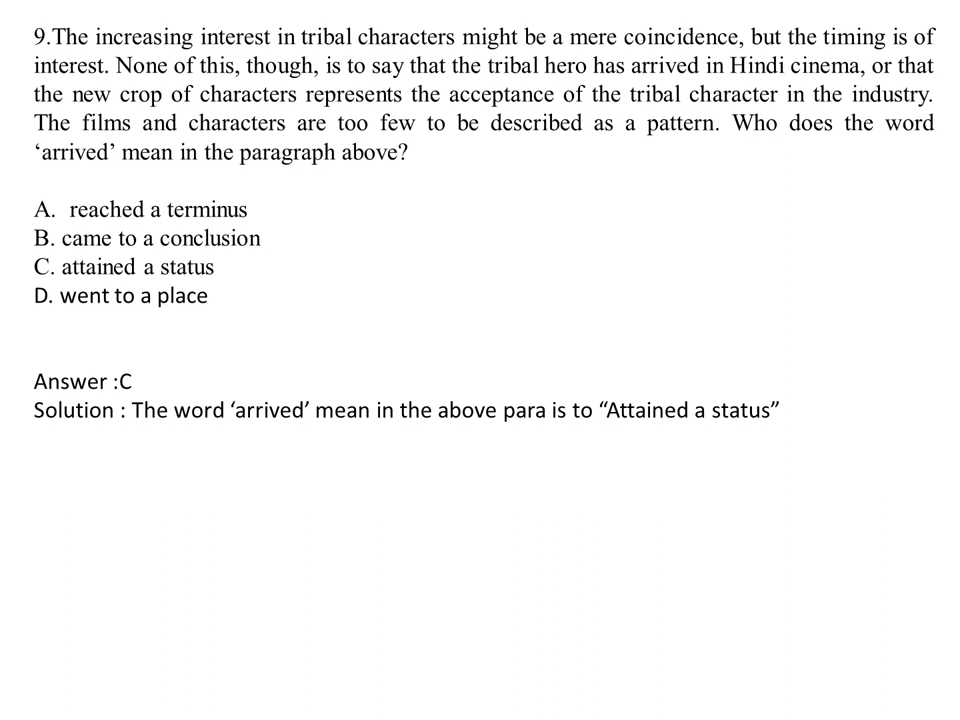 9.The increasing interest in tribal characters might be a mere coincidence, but the timing is of
interest. None of this, though, is to say that the tribal hero has arrived in Hindi cinema, or that
the new crop of characters represents the acceptance of the tribal character in the industry.
The films and characters are too few to be described as a pattern. Who does the word
‘arrived’ mean in the paragraph above?
A. reached a terminus
B. came to a conclusion
C. attained a status
D. went to a place
Answer :C
Solution : The word ‘arrived’ mean in the above para is to “Attained a status”